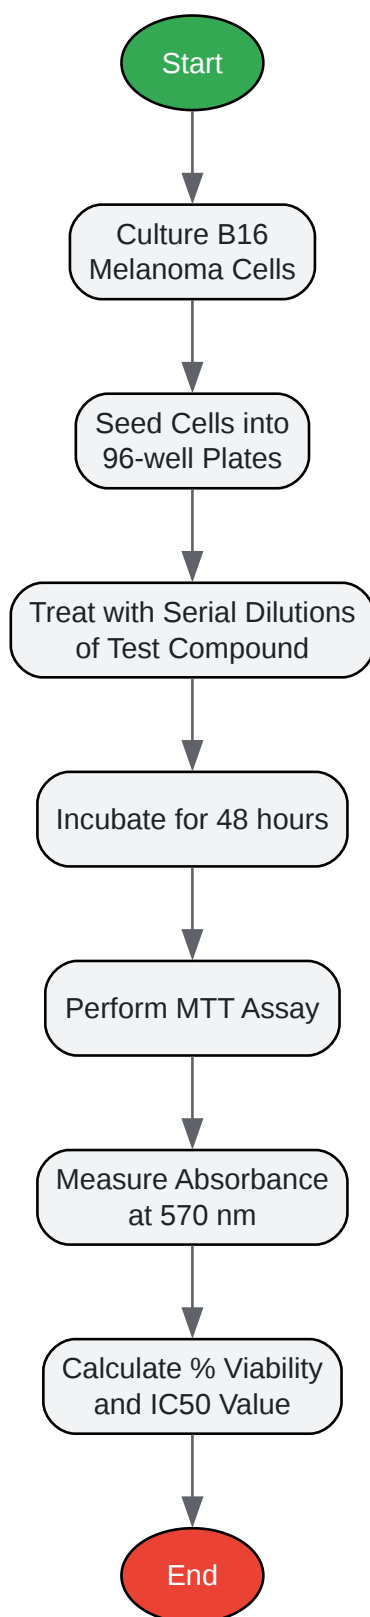 Start
Culture B16
Melanoma Cells
Seed Cells into
96-well Plates
Treat with Serial Dilutions
of Test Compound
Incubate for 48 hours
Perform MTT Assay
Measure Absorbance
at 570 nm
Calculate % Viability
and IC50 Value
End